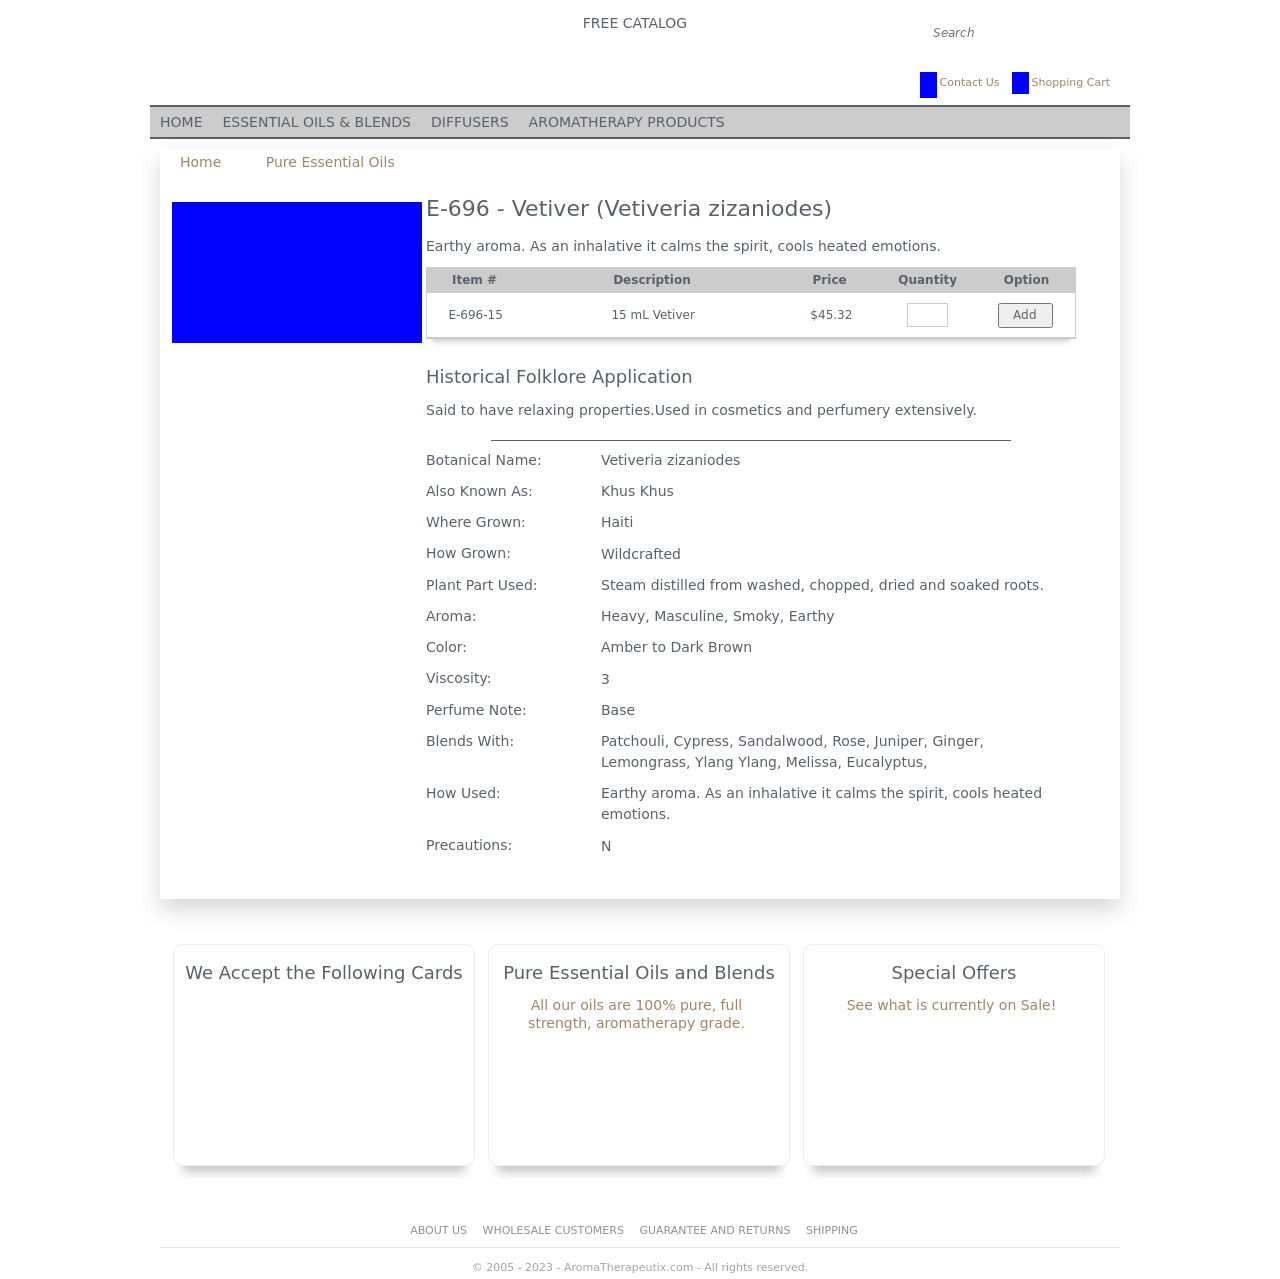 FREE CATALOG
Search
Contact Us Shopping Cart
HOME ESSENTIAL OILS & BLENDS DIFFUSERS AROMATHERAPY PRODUCTS
Home Pure Essential Oils
E-696 - Vetiver (Vetiveria zizaniodes)
Earthy aroma. As an inhalative it calms the spirit, cools heated emotions.
Item # Description Price Quantity Option
E-696-15 15 mL Vetiver $45.32 Add
Historical Folklore Application
Said to have relaxing properties.Used in cosmetics and perfumery extensively.
Botanical Name: Vetiveria zizaniodes
Also Known As: Khus Khus
Where Grown: Haiti
How Grown: Wildcrafted
Plant Part Used: Steam distilled from washed, chopped, dried and soaked roots.
Aroma: Heavy, Masculine, Smoky, Earthy
Color: Amber to Dark Brown
Viscosity: 3
Perfume Note: Base
Blends With: Patchouli, Cypress, Sandalwood, Rose, Juniper, Ginger,
Lemongrass, Ylang Ylang, Melissa, Eucalyptus,
How Used: Earthy aroma. As an inhalative it calms the spirit, cools heated
emotions.
Precautions: N
We Accept the Following Cards
Pure Essential Oils and Blends
All our oils are 100% pure, full
strength, aromatherapy grade.
Special Offers
See what is currently on Sale!
ABOUT US WHOLESALE CUSTOMERS GUARANTEE AND RETURNS SHIPPING
© 2005 - 2023 - AromaTherapeutix.com - All rights reserved.